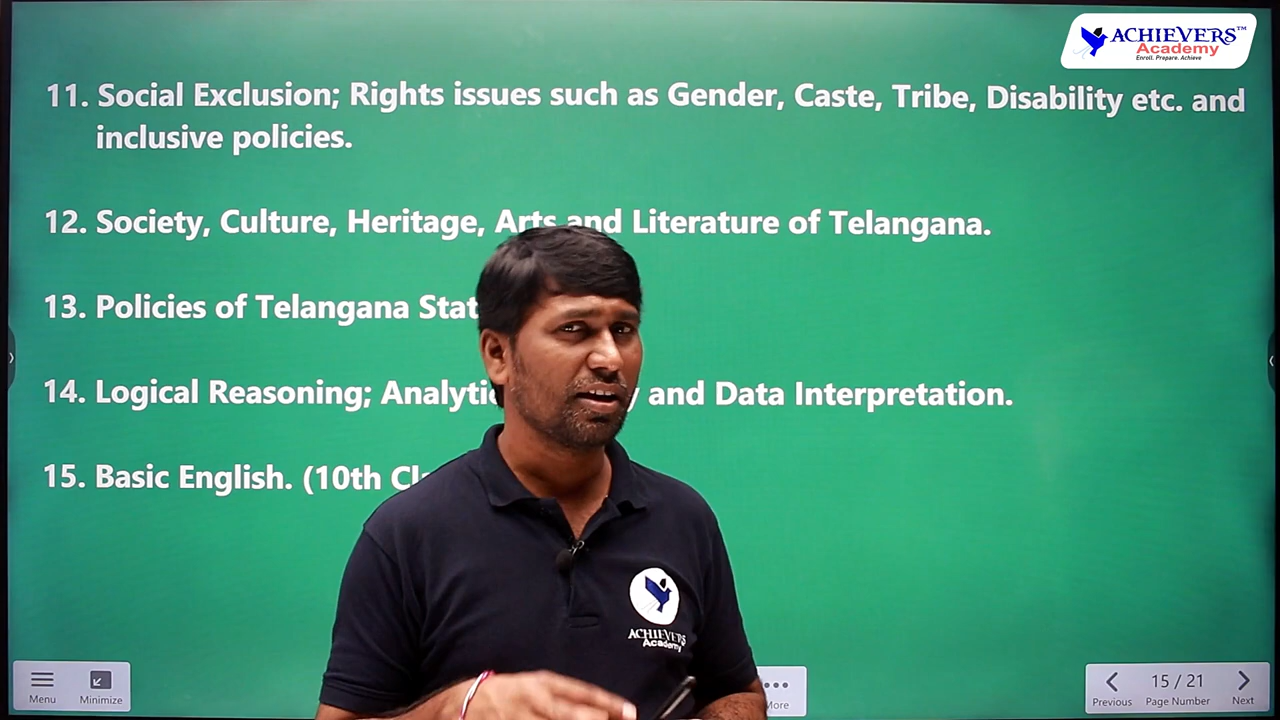 ACHIEVERS™
Academy
Enroll. Prepare. Achieve
11. Social Exclusion; Rights issues such as Gender, Caste, Tribe, Disability etc. and
inclusive policies.
12. Society, Culture, Heritage, Arts and Literature of Telangana.
13. Policies of Telangana Stat
14. Logical Reasoning; Analytic and Data Interpretation.
15. Basic English. (10th Cl
ACHIEVERS
Academy
Menu
Minimize
More
15 / 21
Previous
Page Number
Next